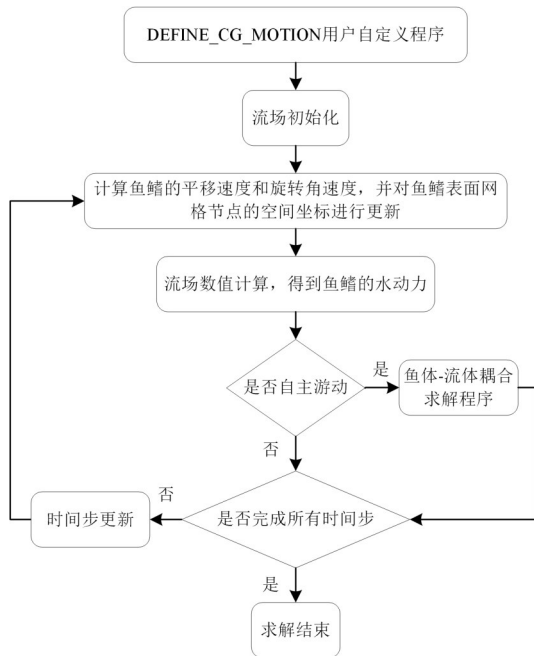 DEFINE_CG_MOTION用户自定义程序
流场初始化
计算鱼鳍的平移速度和旋转角速度，并对鱼鳍表面网
格节点的空间坐标进行更新
流场数值计算，得到鱼鳍的水动力
是否自主游动
是
鱼体-流体耦合
求解程序
否
是否完成所有时间步
否
时间步更新
是
求解结束